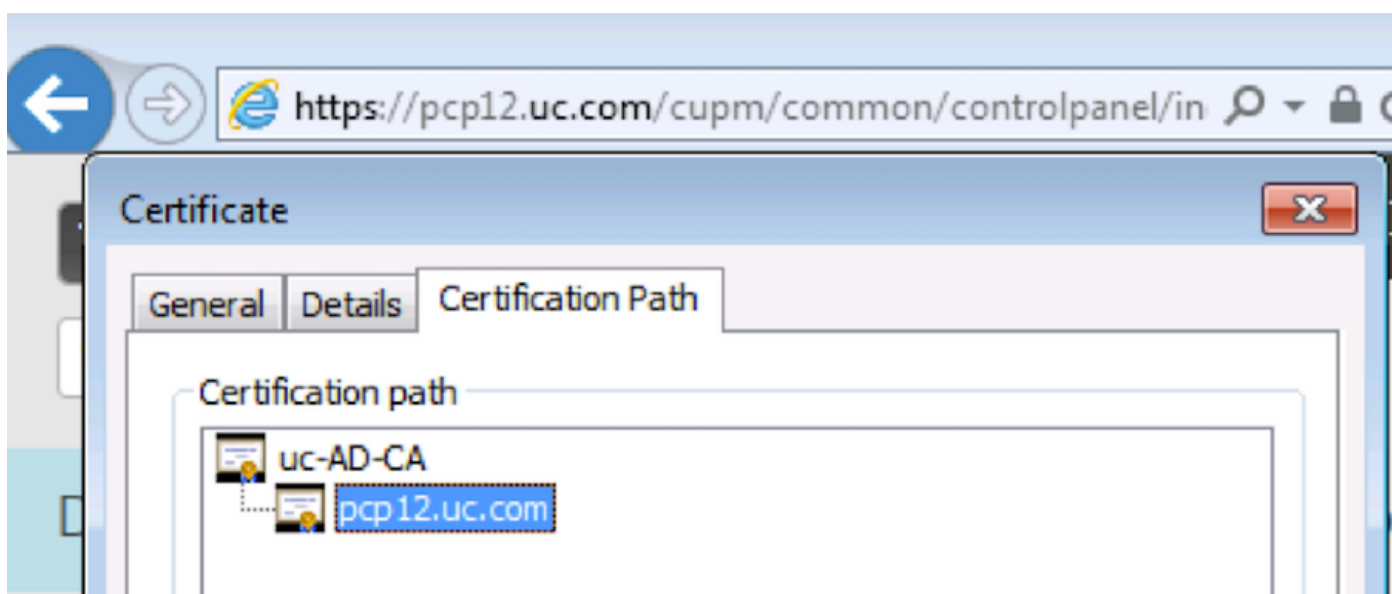 https://pcp12.uc.com/cupm/common/controlpanel/in
Certificate
General Details Certification Path
Certification path
uc-AD-CA
pcp12.uc.com